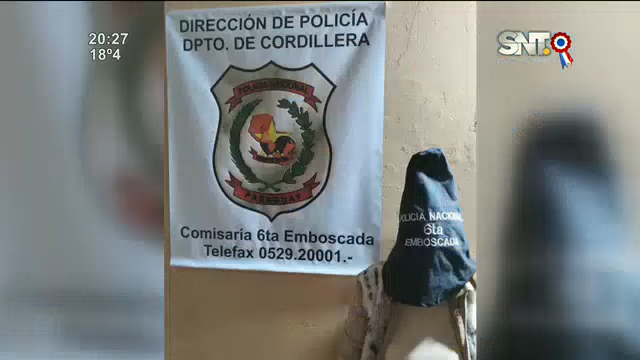 20:27
18°4
SNT
DIRECCIÓN DE POLICÍA
DPTO. DE CORDILLERA
POLICIA NACIONAL
PARAGUAY
Comisaría 6ta Emboscada
Telefax 0529.20001.-
POLICÍA NACIONAL
6ta
EMBOSCADA